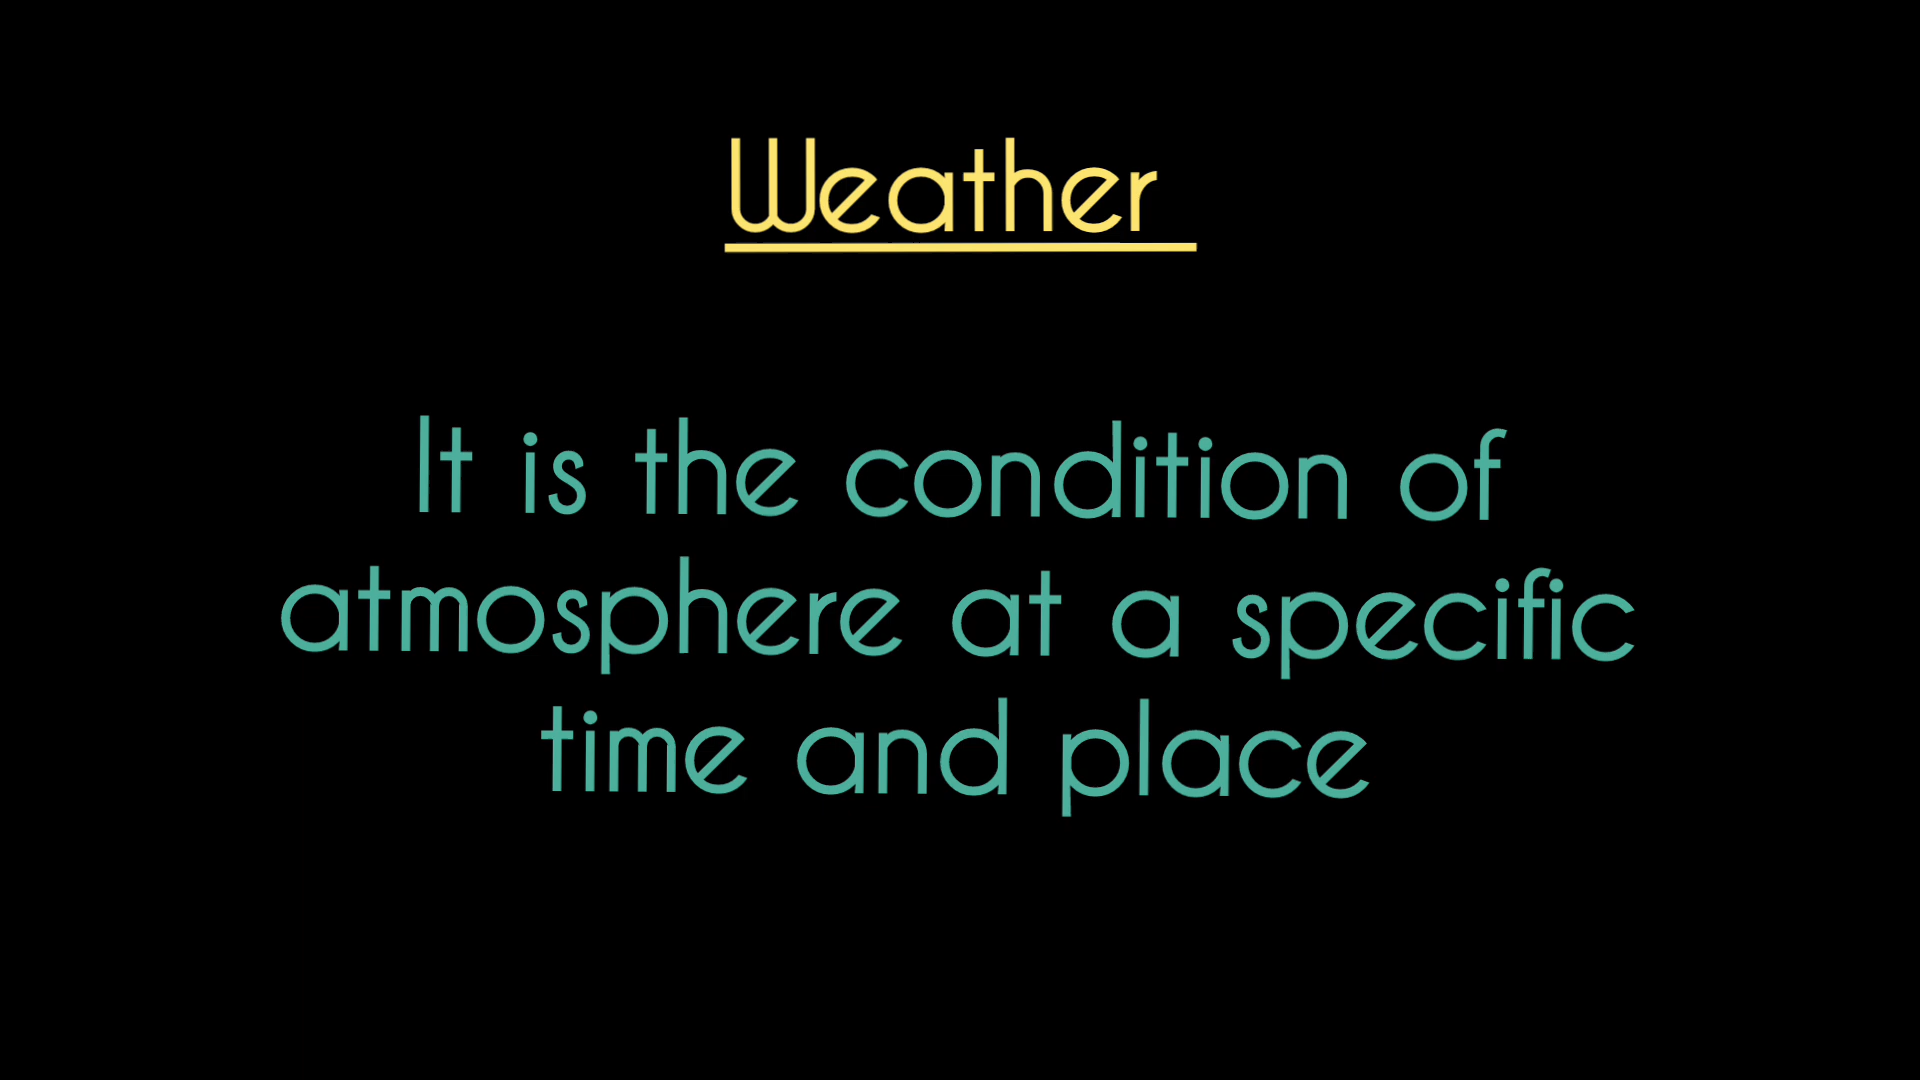 Weather
It is the condition of
atmosphere at a specific
time and place